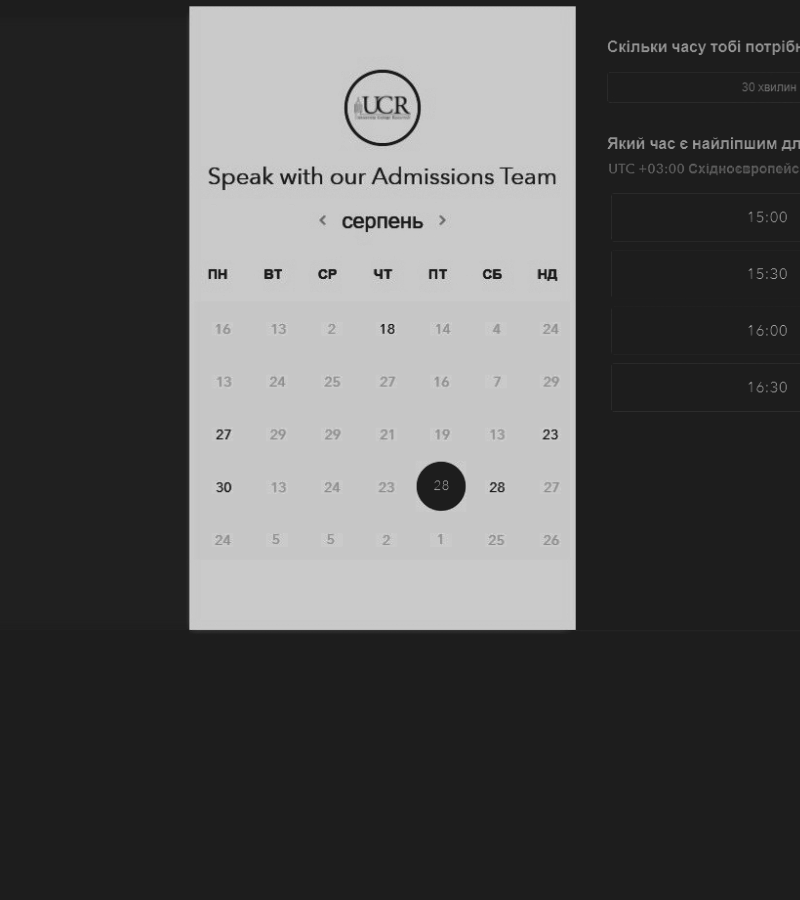 UCR
Speak with our Admissions Team
серпень
ПН ВТ СР ЧТ ПТ СБ НД
16 13 2 18 14 4 24
13 24 25 27 16 7 29
27 29 29 21 19 13 23
30 13 24 23 28 28 27
24 5 5 2 1 25 26
Скільки часу тобі
30 хвилин
Який час є найліпшим
UTC +03:00
15:00
15:30
16:00
16:30